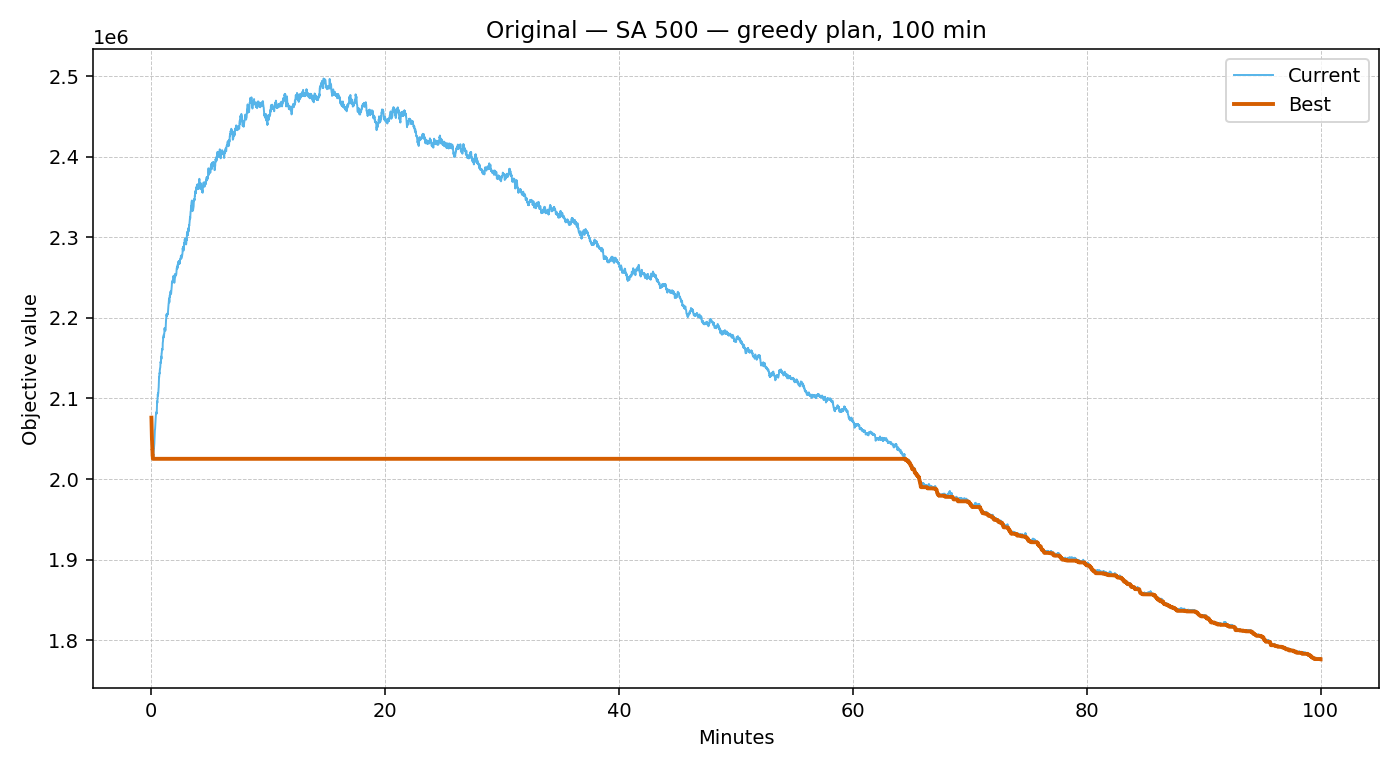 Original — SA 500 — greedy plan, 100 min
1e6
Current
Best
2.5
2.4
2.3
2.2
2.1
2.0
1.9
1.8
Objective value
0 20 40 60 80 100
Minutes